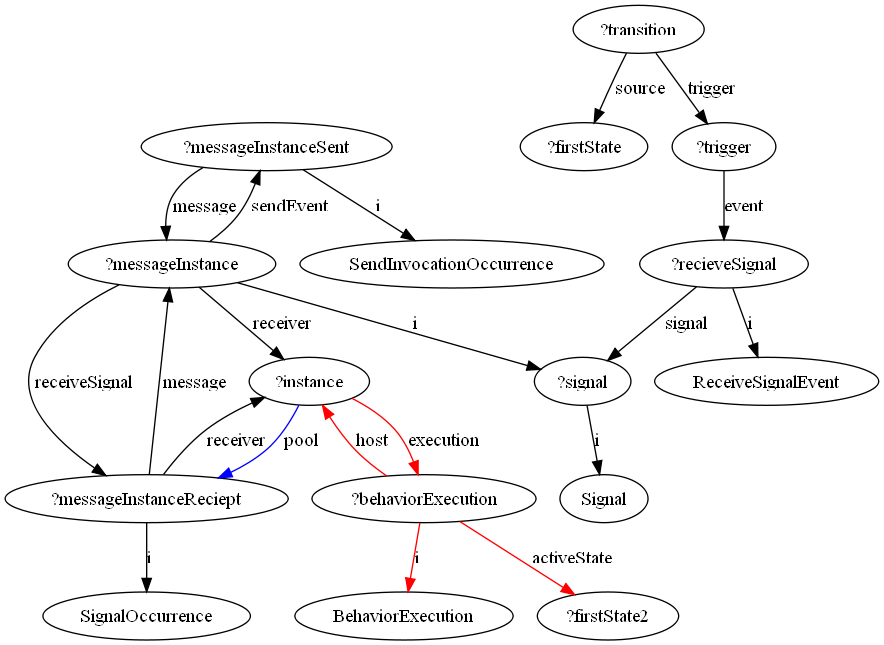 ?transition
source
trigger
?messageInstanceSent
?firstState
?trigger
message
sendEvent
i
event
?messageInstance
SendInvocationOccurrence
?recieveSignal
receiver
i
signal
i
receiveSignal
message
?instance
?signal
ReceiveSignalEvent
receiver
pool
host
execution
i
?messageInstanceReciept
?behaviorExecution
Signal
i
i
activeState
SignalOccurrence
BehaviorExecution
?firstState2